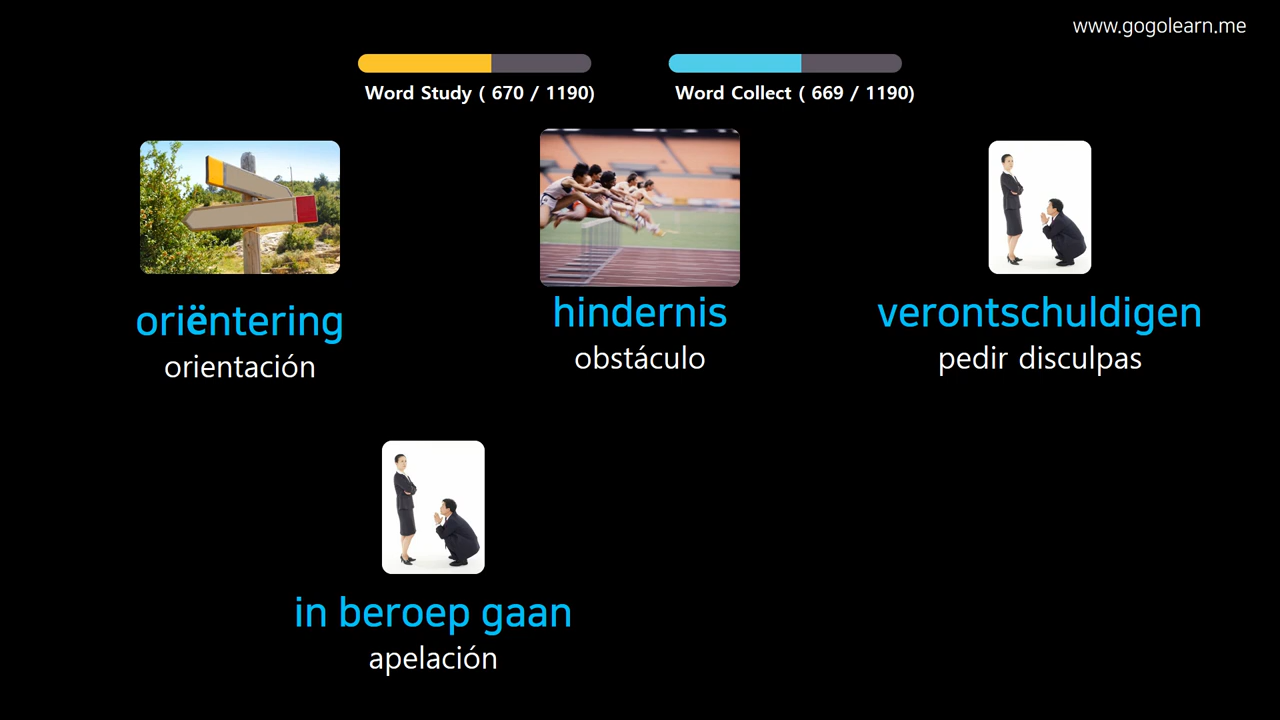 www.gogolearn.me
Word Study ( 670 / 1190)
Word Collect ( 669 / 1190)
oriëntering
orientación
hindernis
obstáculo
verontschuldigen
pedir disculpas
in beroep gaan
apelación